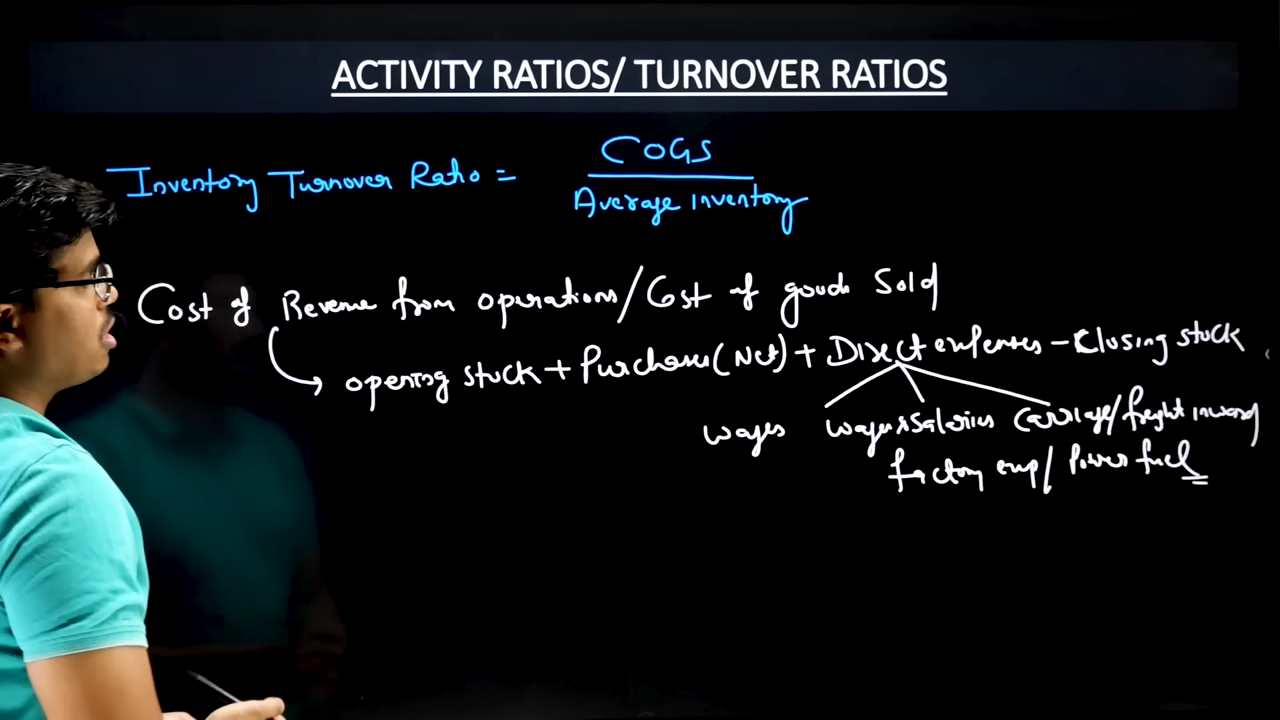 ACTIVITY RATIOS/ TURNOVER RATIOS
Inventory Turnover Ratio = COGS / Average inventory
Cost of Revenue from operations/Cost of goods Sold
opening stock + Purchases (Net) + Direct expenses - Closing stock
wages wages & Salaries Carriage/freight inward
factory exp/ Power fuel